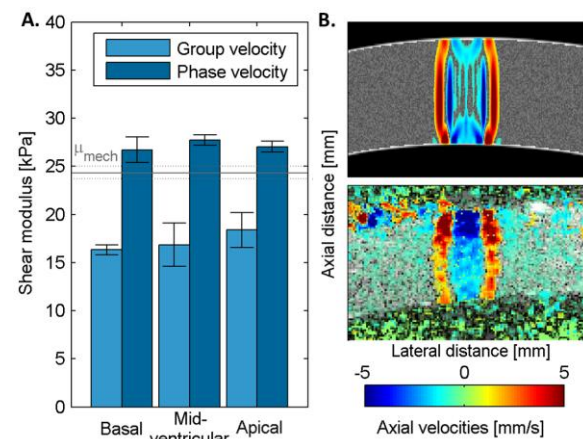 A.
Shear modulus [kPa]
40
35
30
25
20
15
10
5
0
Group velocity
Phase velocity
μmech
Basal
Mid-
ventricular
Apical
B.
Axial distance [mm]
Lateral distance [mm]
-5 0 5
Axial velocities [mm/s]